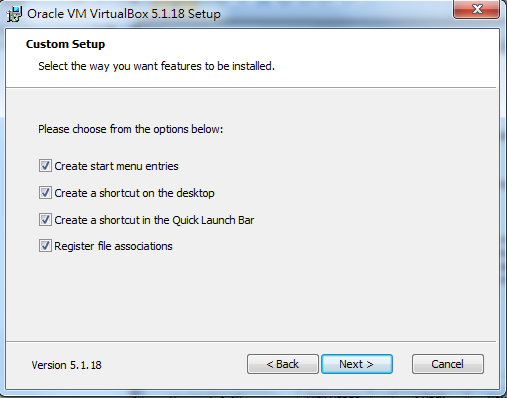 Oracle VM VirtualBox 5.1.18 Setup
Custom Setup
Select the way you want features to be installed.
Please choose from the options below:
Create start menu entries
Create a shortcut on the desktop
Create a shortcut in the Quick Launch Bar
Register file associations
Version 5.1.18
< Back
Next >
Cancel